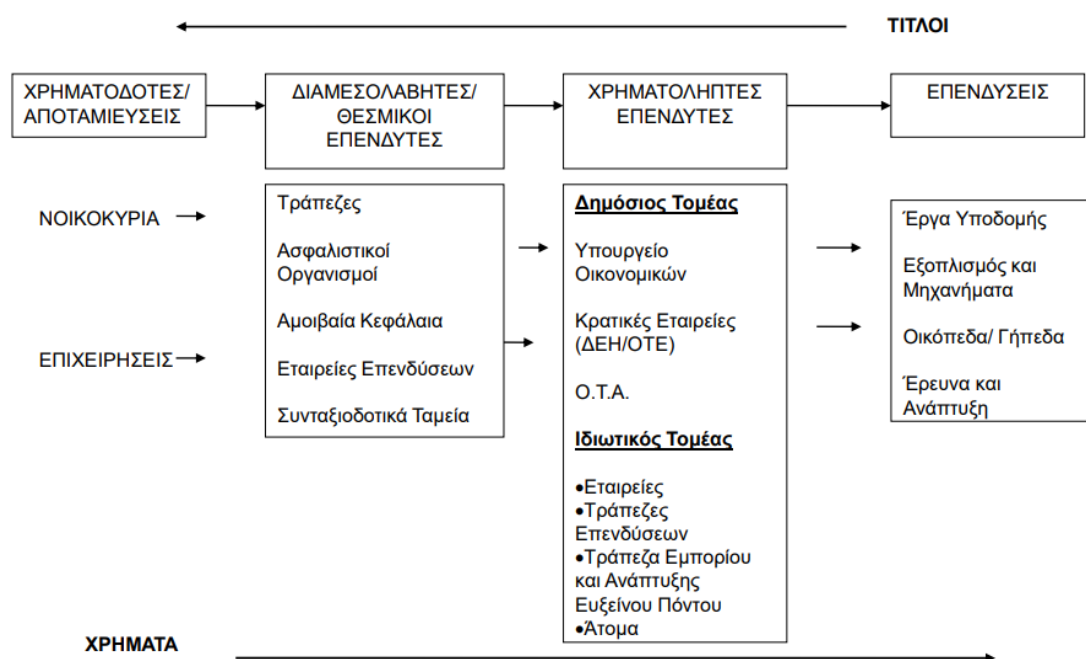 ΤΙΤΛΟΙ
ΧΡΗΜΑΤΟΔΟΤΕΣ/
ΑΠΟΤΑΜΙΕΥΣΕΙΣ
ΔΙΑΜΕΣΟΛΑΒΗΤΕΣ/
ΘΕΣΜΙΚΟΙ
ΕΠΕΝΔΥΤΕΣ
ΧΡΗΜΑΤΟΛΗΠΤΕΣ
ΕΠΕΝΔΥΤΕΣ
ΕΠΕΝΔΥΣΕΙΣ
ΝΟΙΚΟΚΥΡΙΑ
ΕΠΙΧΕΙΡΗΣΕΙΣ
Τράπεζες
Ασφαλιστικοί
Οργανισμοί
Αμοιβαία Κεφάλαια
Εταιρείες Επενδύσεων
Συνταξιοδοτικά Ταμεία
Δημόσιος Τομέας
Υπουργείο
Οικονομικών
Κρατικές Εταιρείες
(ΔΕΗ/ΟΤΕ)
Ο.Τ.Α.
Ιδιωτικός Τομέας
•Εταιρείες
•Τράπεζες
Επενδύσεων
•Τράπεζα Εμπορίου
και Ανάπτυξης
Ευξείνου Πόντου
•Άτομα
Έργα Υποδομής
Εξοπλισμός και
Μηχανήματα
Οικόπεδα/ Γήπεδα
Έρευνα και
Ανάπτυξη
ΧΡΗΜΑΤΑ